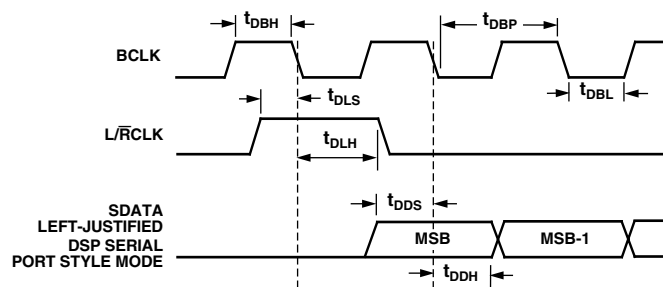 tDBH
tDBP
BCLK
tDLS
tDBL
L/R̅CLK
tDLH
SDATA
LEFT-JUSTIFIED
DSP SERIAL
PORT STYLE MODE
tDDS
MSB
MSB-1
tDDH